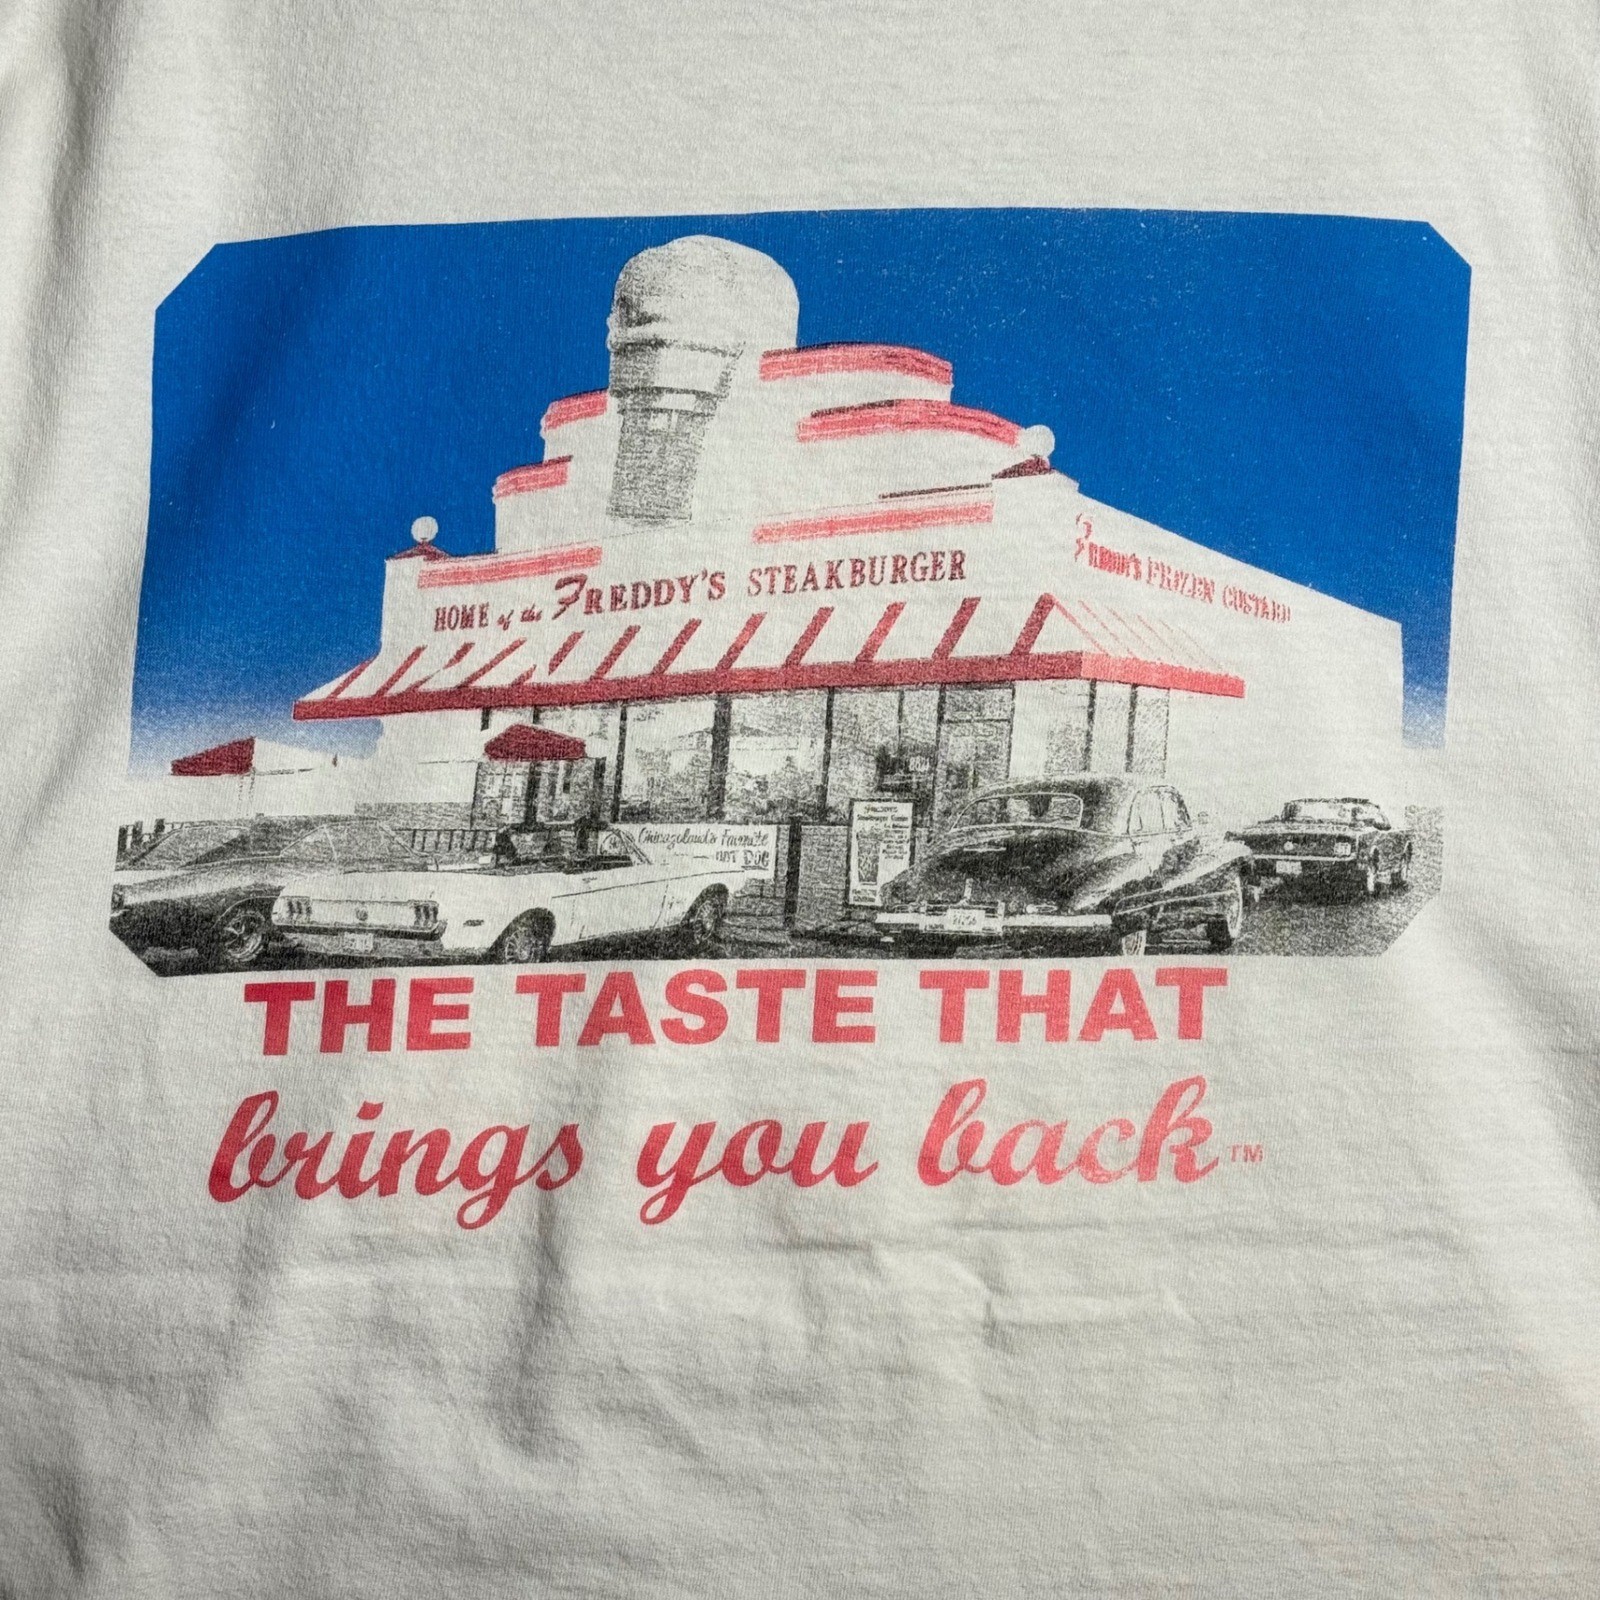 HOME of the FREDDY'S STEAKBURGER
FREDDY'S FROZEN CUSTARD
Chicagoland's Favorite
HOT DOG
THE TASTE THAT
brings you back™